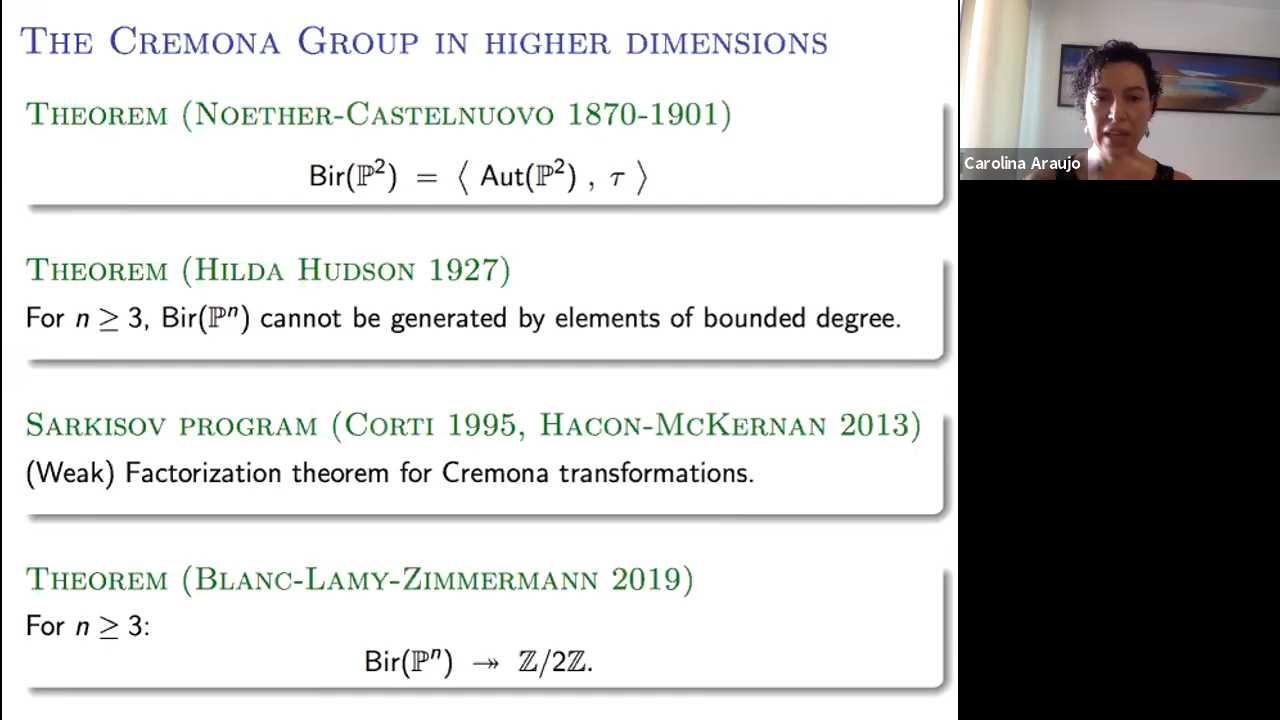 The Cremona Group in higher dimensions
Theorem (Noether-Castelnuovo 1870-1901)
Bir(ℙ²) = ⟨ Aut(ℙ²) , τ ⟩
Theorem (Hilda Hudson 1927)
For n ≥ 3, Bir(ℙⁿ) cannot be generated by elements of bounded degree.
Sarkisov program (Corti 1995, Hacon-McKernan 2013)
(Weak) Factorization theorem for Cremona transformations.
Theorem (Blanc-Lamy-Zimmermann 2019)
For n ≥ 3:
Bir(ℙⁿ) ↠ ℤ/2ℤ.
Carolina Araujo